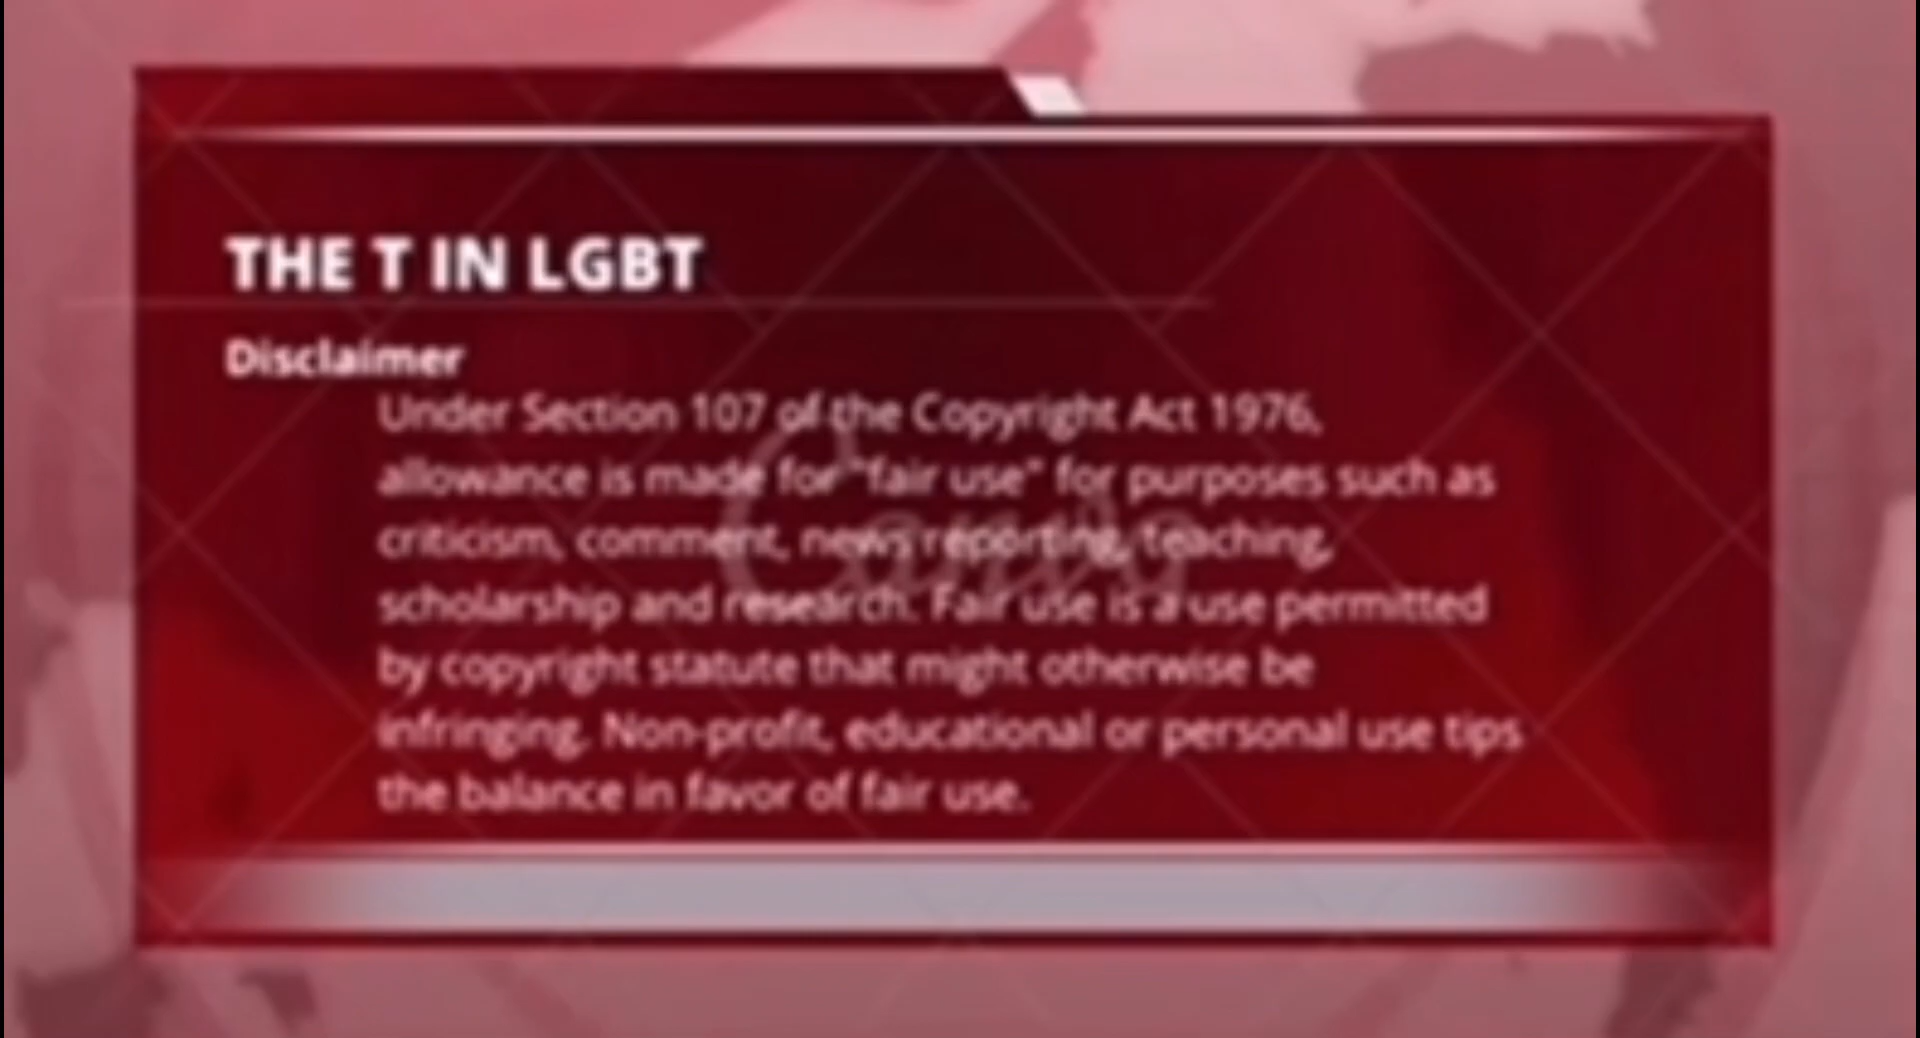 THE T IN LGBT
Disclaimer
Under Section 107 of the Copyright Act 1976,
allowance is made for "fair use" for purposes such as
criticism, comment, news reporting, teaching,
scholarship and research. Fair use is a use permitted
by copyright statute that might otherwise be
infringing. Non-profit, educational or personal use tips
the balance in favor of fair use.
Canva